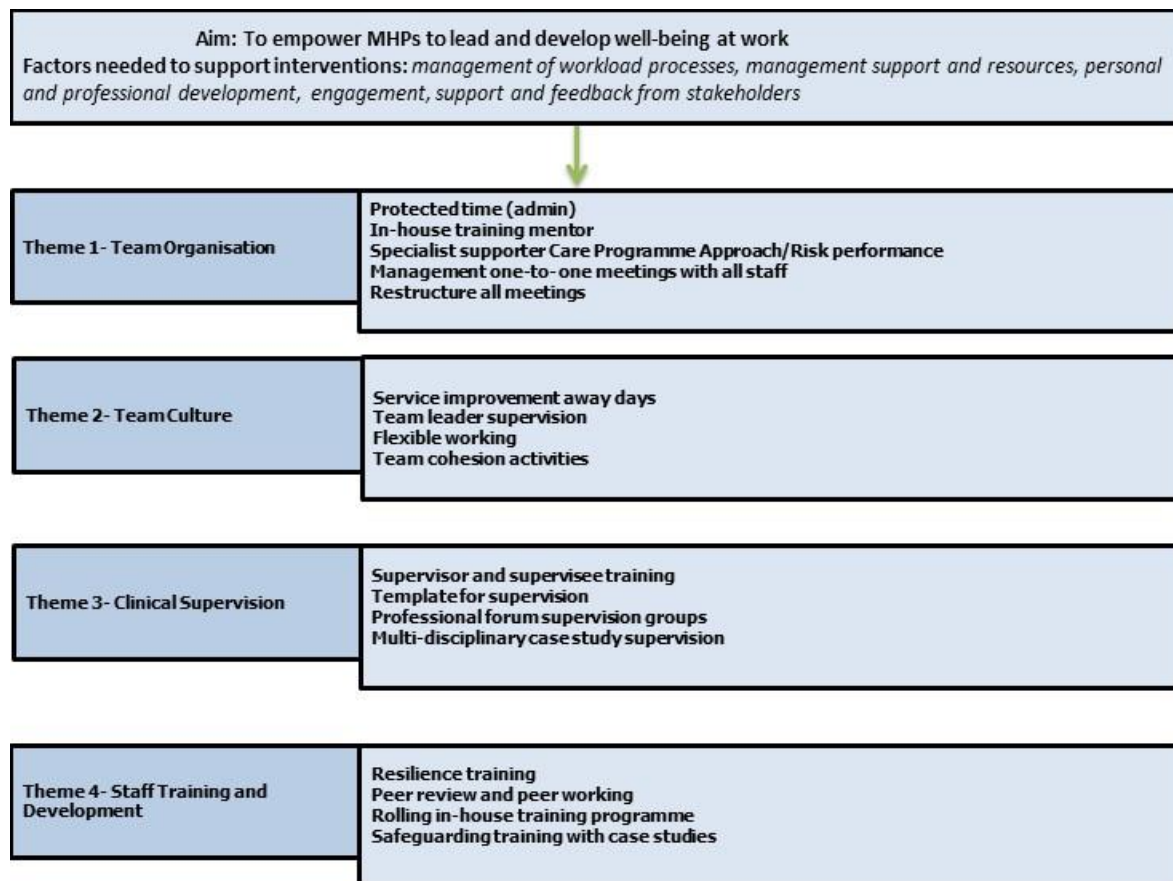 Aim: To empower MHPs to lead and develop well-being at work
Factors needed to support interventions: management of workload processes, management support and resources, personal
and professional development, engagement, support and feedback from stakeholders
Theme 1- Team Organisation
Protected time (admin)
In-house training mentor
Specialist supporter Care Programme Approach/Risk performance
Management one-to- one meetings with all staff
Restructure all meetings
Theme 2- Team Culture
Service improvement away days
Team leader supervision
Flexible working
Team cohesion activities
Theme 3- Clinical Supervision
Supervisor and supervisee training
Template for supervision
Professional forum supervision groups
Multi-disciplinary case study supervision
Theme 4- Staff Training and
Development
Resilience training
Peer review and peer working
Rolling in-house training programme
Safeguarding training with case studies